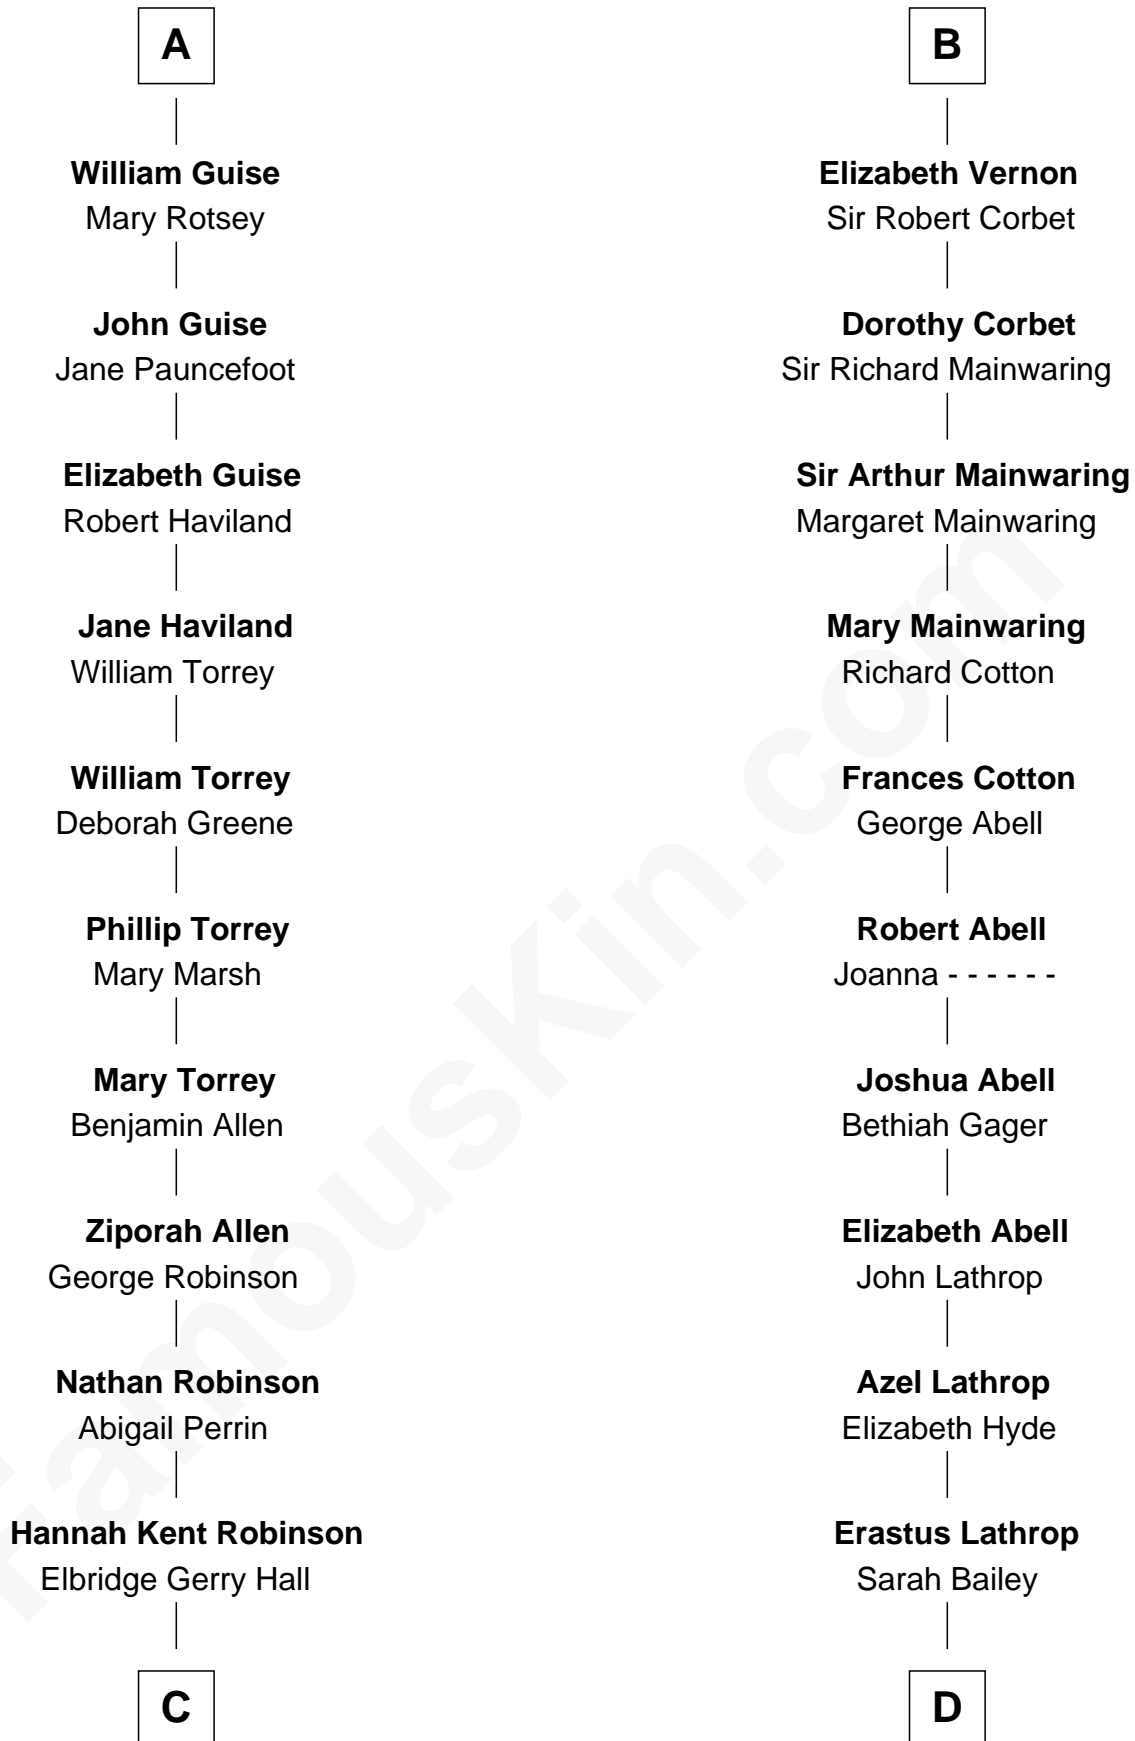 A
William Guise
Mary Rotsey
John Guise
Jane Pauncefoot
Elizabeth Guise
Robert Haviland
Jane Haviland
William Torrey
William Torrey
Deborah Greene
Phillip Torrey
Mary Marsh
Mary Torrey
Benjamin Allen
Ziporah Allen
George Robinson
Nathan Robinson
Abigail Perrin
Hannah Kent Robinson
Elbridge Gerry Hall
C
B
Elizabeth Vernon
Sir Robert Corbet
Dorothy Corbet
Sir Richard Mainwaring
Sir Arthur Mainwaring
Margaret Mainwaring
Mary Mainwaring
Richard Cotton
Frances Cotton
George Abell
Robert Abell
Joanna - - - - - -
Joshua Abell
Bethiah Gager
Elizabeth Abell
John Lathrop
Azel Lathrop
Elizabeth Hyde
Erastus Lathrop
Sarah Bailey
D
FamousKin.com